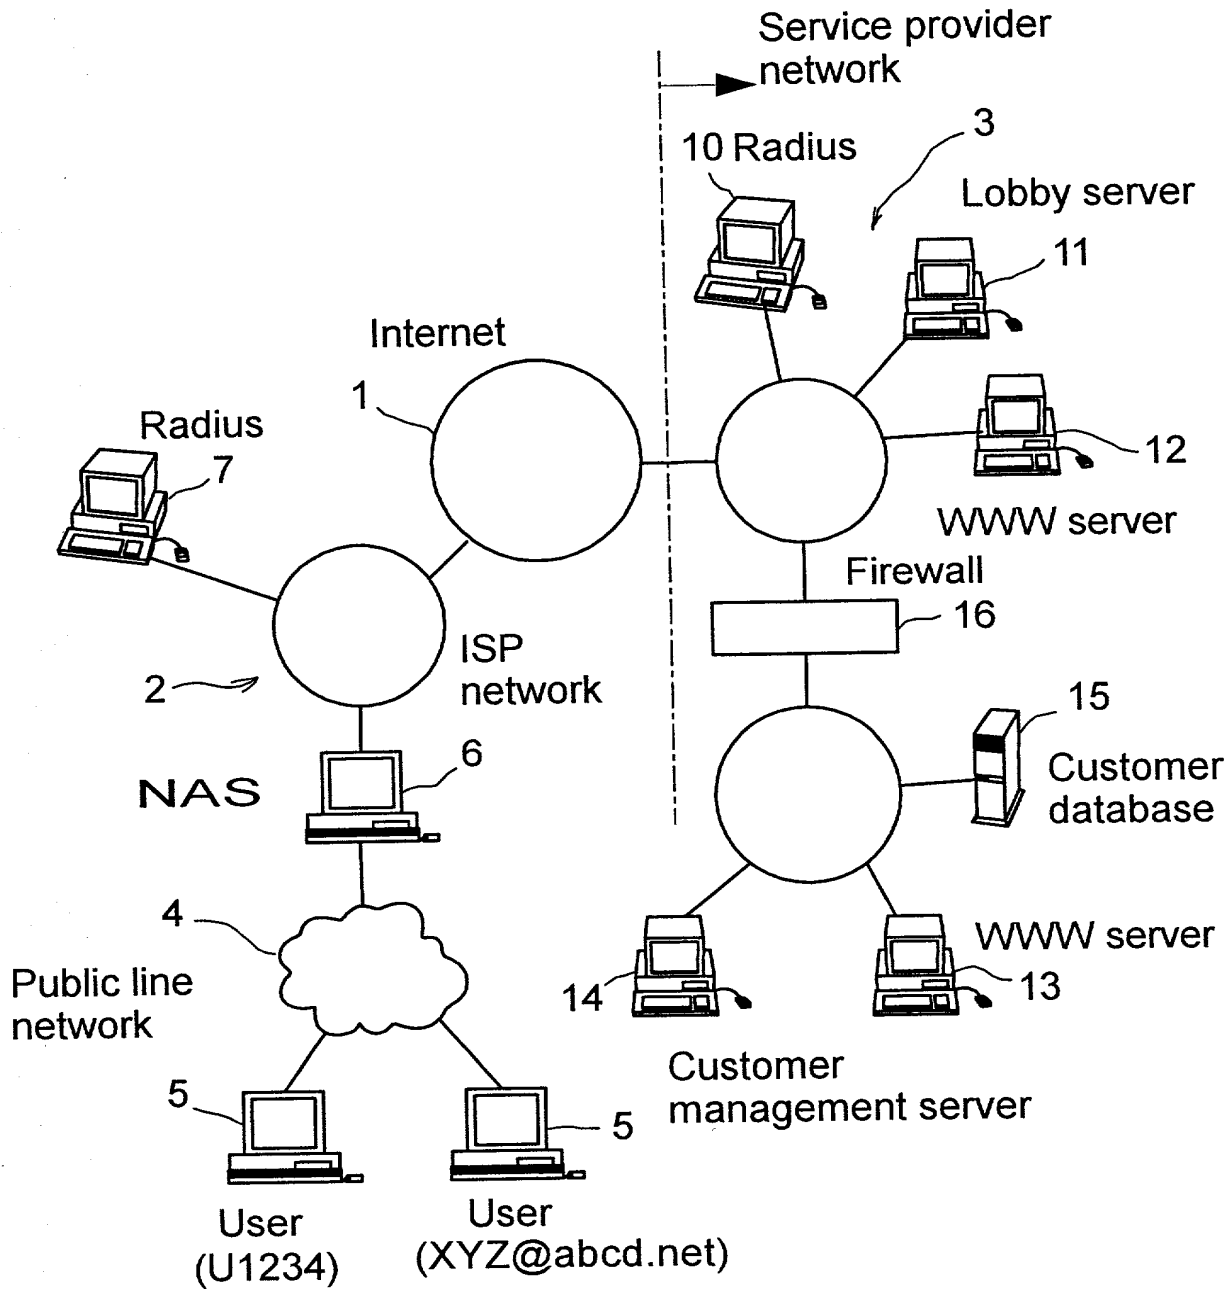 Service provider
network
10 Radius
3
Lobby server
11
Internet
1
Radius
7
12
WWW server
Firewall
16
ISP
network
2
15
6
NAS
Customer
database
4
WWW server
Public line
network
14
13
Customer
management server
5
5
User
(U1234)
User
(XYZ@abcd.net)